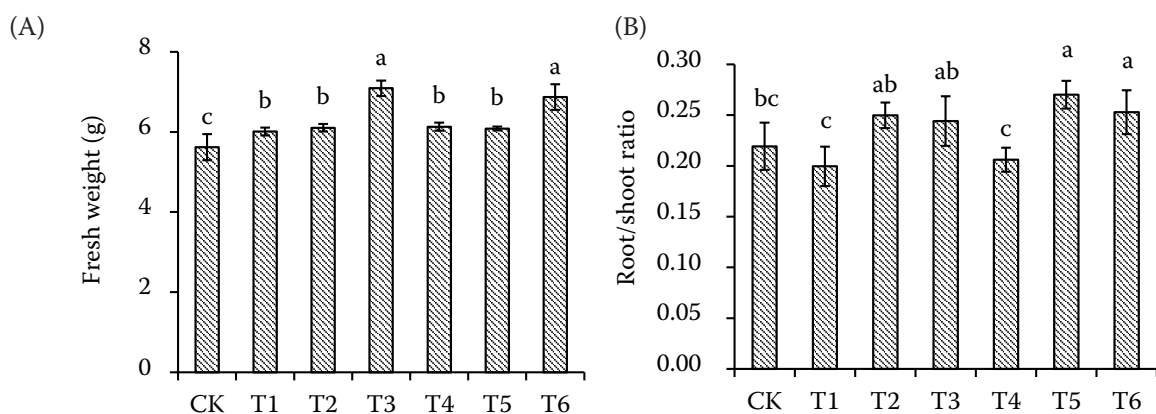 (A)
Fresh weight (g)
8
6
4
2
0
c
b
b
a
b
b
a
CK T1 T2 T3 T4 T5 T6
(B)
Root/shoot ratio
0.30
0.25
0.20
0.15
0.10
0.05
0.00
bc
c
ab
ab
c
a
a
CK T1 T2 T3 T4 T5 T6